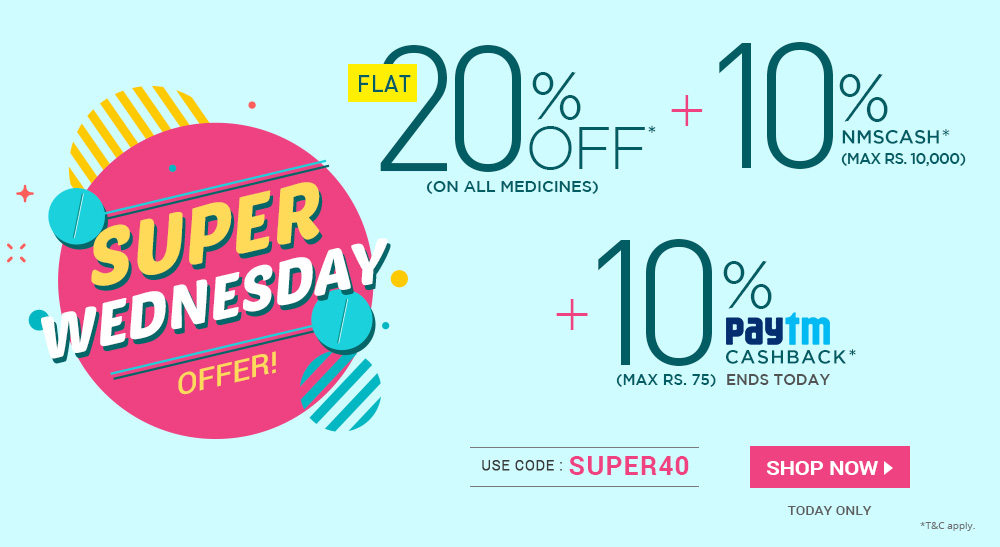 SUPER
WEDNESDAY
OFFER!
FLAT 20% OFF*
(ON ALL MEDICINES)
+
10% NMSCASH*
(MAX RS. 10,000)
+
10% paytm
CASHBACK*
(MAX RS. 75) ENDS TODAY
USE CODE : SUPER40
SHOP NOW
TODAY ONLY
*T&C apply.